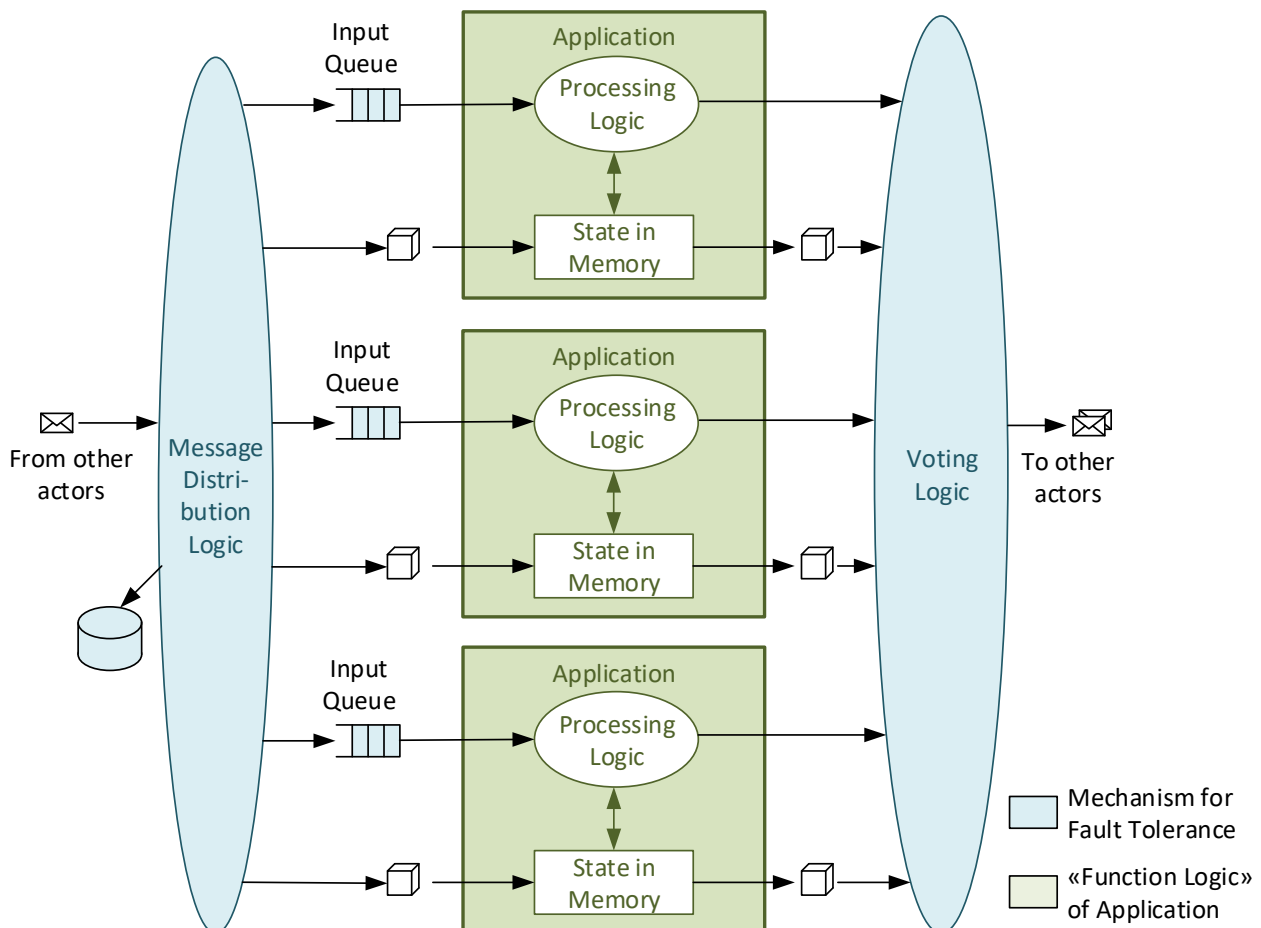 Input
Queue
Application
Processing
Logic
State in
Memory
Input
Queue
Application
Processing
Logic
State in
Memory
From other
actors
Message
Distri-
bution
Logic
Voting
Logic
To other
actors
Input
Queue
Application
Processing
Logic
State in
Memory
Mechanism for
Fault Tolerance
«Function Logic»
of Application